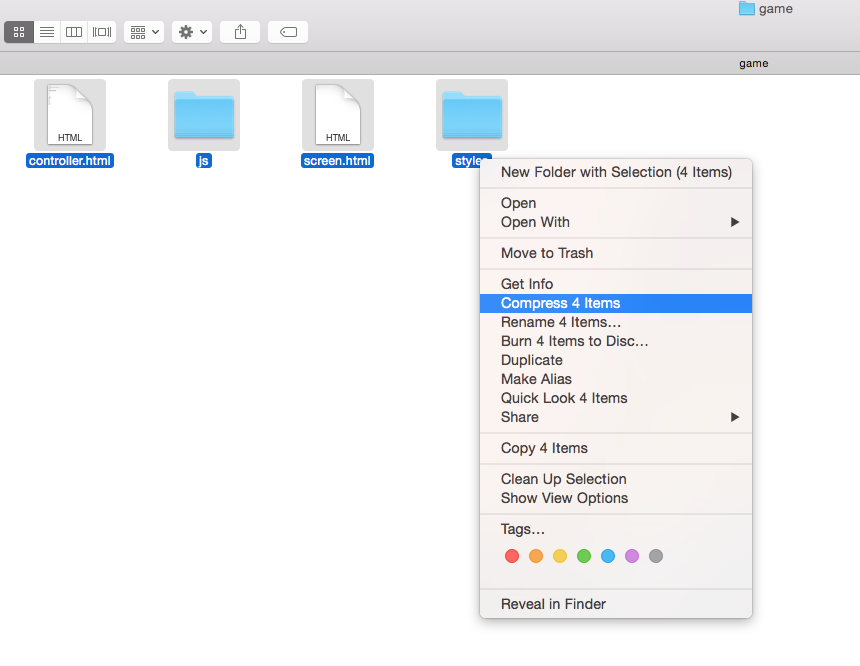 game
game
HTML
HTML
controller.html
js
screen.html
styles
New Folder with Selection (4 Items)
Open
Open With
Move to Trash
Get Info
Compress 4 Items
Rename 4 Items…
Burn 4 Items to Disc…
Duplicate
Make Alias
Quick Look 4 Items
Share
Copy 4 Items
Clean Up Selection
Show View Options
Tags…
Reveal in Finder